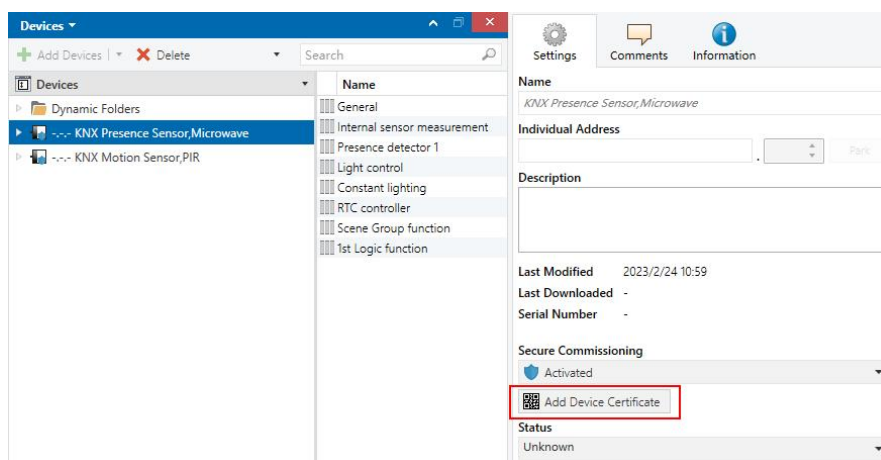 Devices
Add Devices
Delete
Search
Devices
Dynamic Folders
-.-.- KNX Presence Sensor,Microwave
-.-.- KNX Motion Sensor,PIR
Name
General
Internal sensor measurement
Presence detector 1
Light control
Constant lighting
RTC controller
Scene Group function
1st Logic function
Settings
Comments
Information
Name
KNX Presence Sensor,Microwave
Individual Address
.
Park
Description
Last Modified 2023/2/24 10:59
Last Downloaded -
Serial Number -
Secure Commissioning
Activated
Add Device Certificate
Status
Unknown